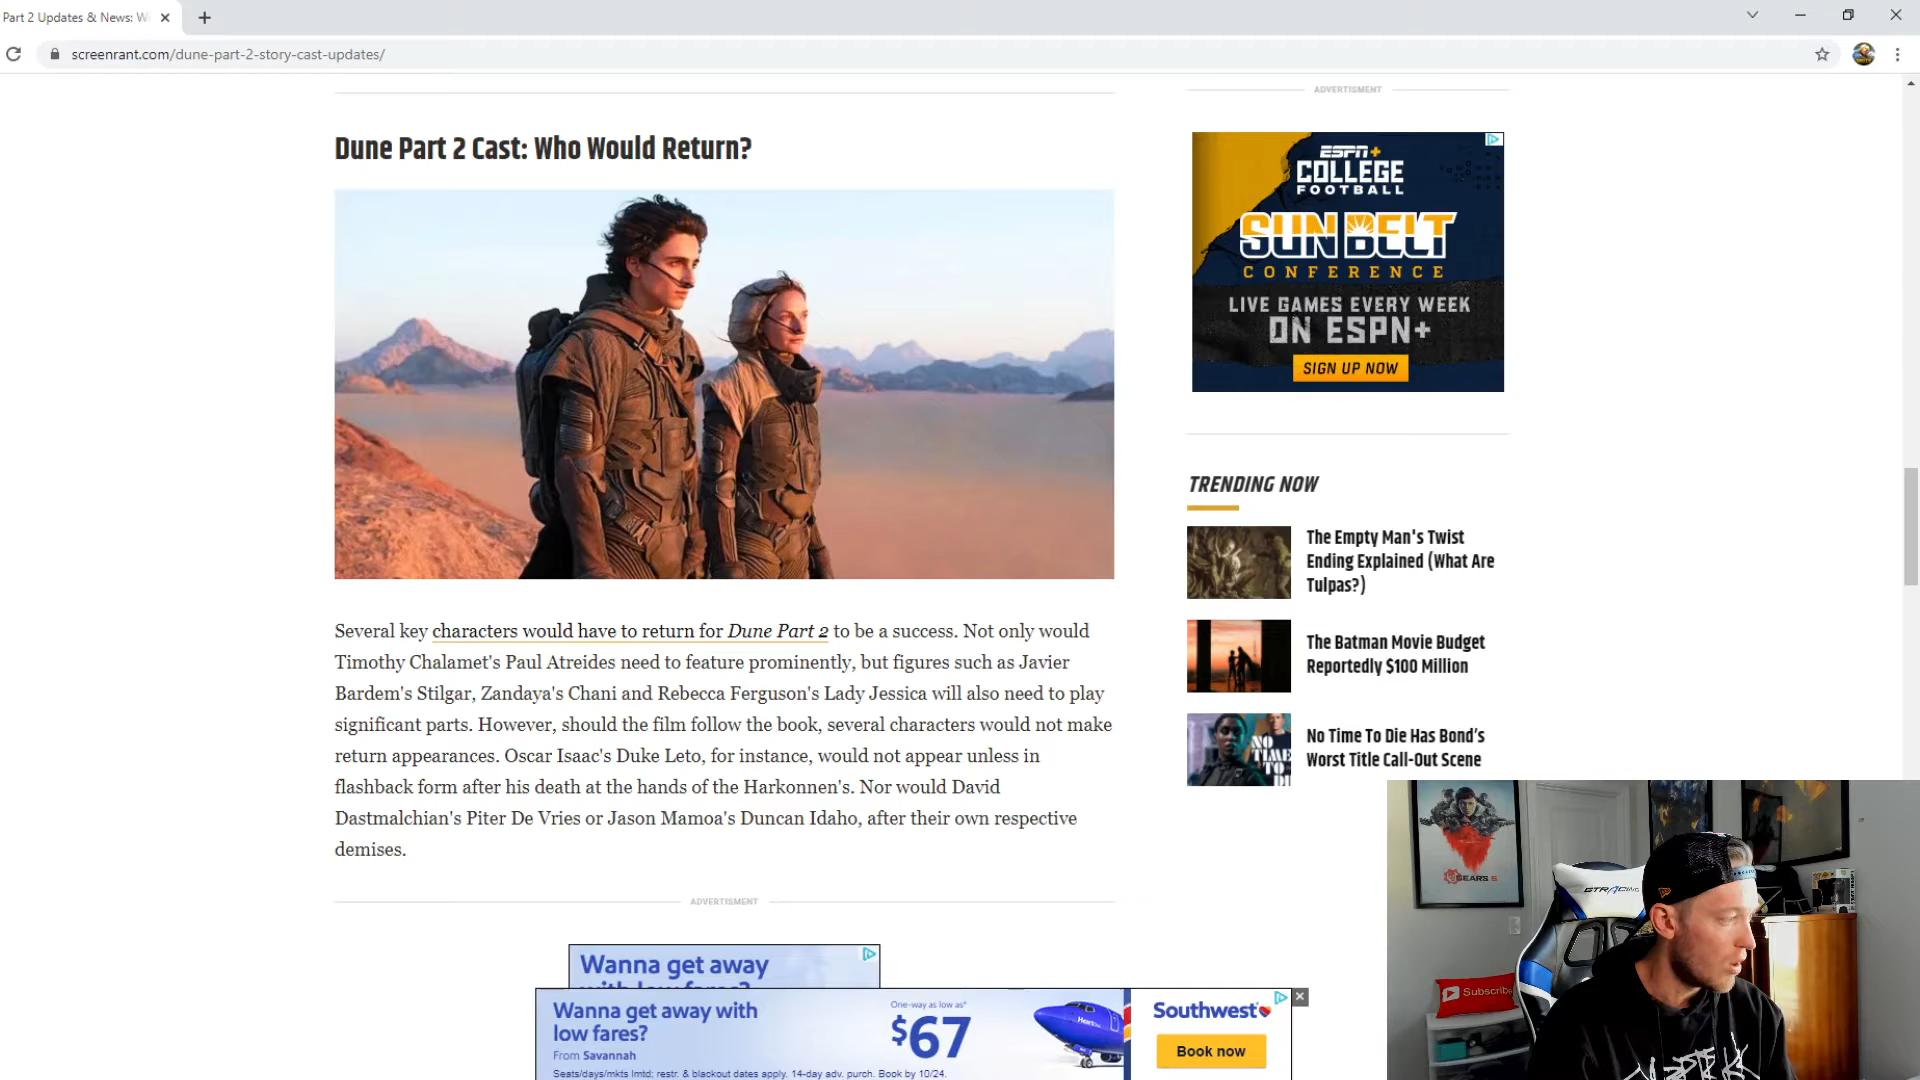 Part 2 Updates & News: Wi
screenrant.com/dune-part-2-story-cast-updates/
Dune Part 2 Cast: Who Would Return?
Several key characters would have to return for Dune Part 2 to be a success. Not only would
Timothy Chalamet's Paul Atreides need to feature prominently, but figures such as Javier
Bardem's Stilgar, Zandaya's Chani and Rebecca Ferguson's Lady Jessica will also need to play
significant parts. However, should the film follow the book, several characters would not make
return appearances. Oscar Isaac's Duke Leto, for instance, would not appear unless in
flashback form after his death at the hands of the Harkonnen's. Nor would David
Dastmalchian's Piter De Vries or Jason Mamoa's Duncan Idaho, after their own respective
demises.
ADVERTISMENT
Wanna get away
Wanna get away with
low fares?
From Savannah
One-way as low as*
$67
Heart
Southwest
Book now
Seats/days/mkts lmtd; restr. & blackout dates apply. 14-day adv. purch. Book by 10/24.
ADVERTISMENT
ESPN+
COLLEGE
FOOTBALL
SUN BELT
CONFERENCE
LIVE GAMES EVERY WEEK
ON ESPN+
SIGN UP NOW
TRENDING NOW
The Empty Man's Twist
Ending Explained (What Are
Tulpas?)
The Batman Movie Budget
Reportedly $100 Million
NO
TIME
TO
No Time To Die Has Bond's
Worst Title Call-Out Scene
GEARS 5
GTRACING
Subscribe